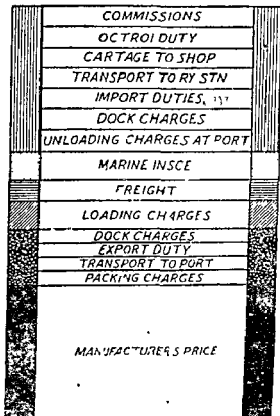 COMMISSIONS
OCTROI DUTY
CARTAGE TO SHOP
TRANSPORT TO RY STN
IMPORT DUTIES
DOCK CHARGES
UNLOADING CHARGES AT PORT
MARINE INSCE
FREIGHT
LOADING CHARGES
DOCK CHARGES
EXPORT DUTY
TRANSPORT TO PORT
PACKING CHARGES
MANUFACTURERS PRICE